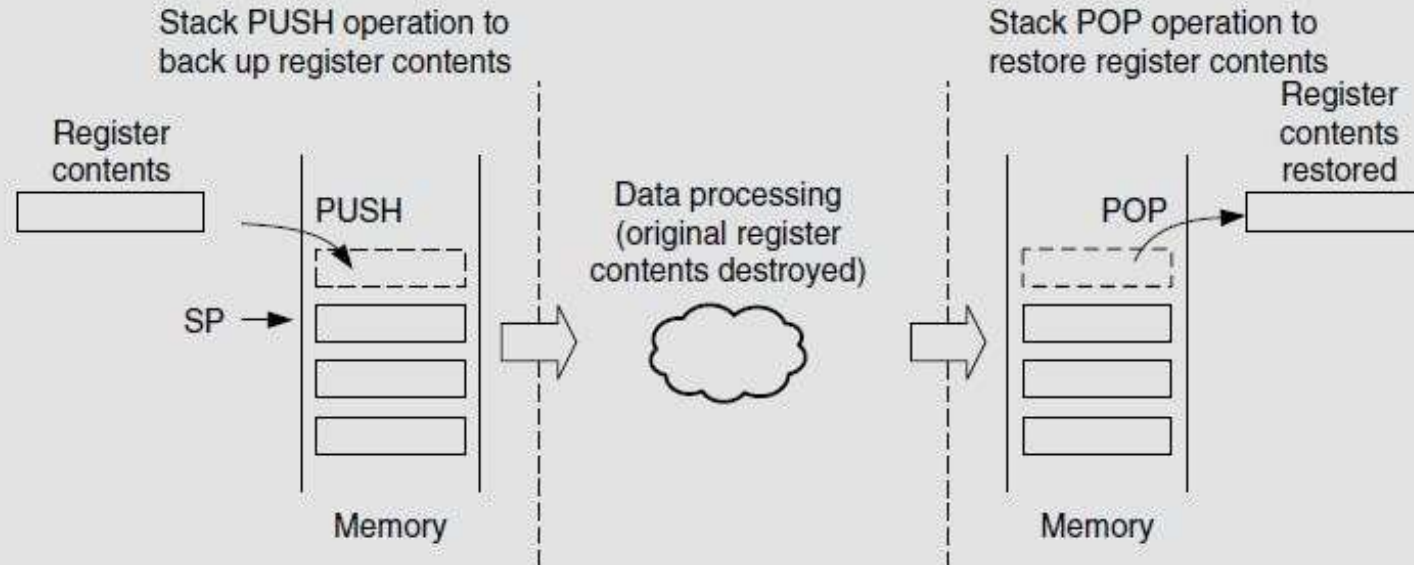 Stack PUSH operation to
back up register contents
Stack POP operation to
restore register contents
Register
contents
PUSH
SP
Memory
Data processing
(original register
contents destroyed)
POP
Register
contents
restored
Memory